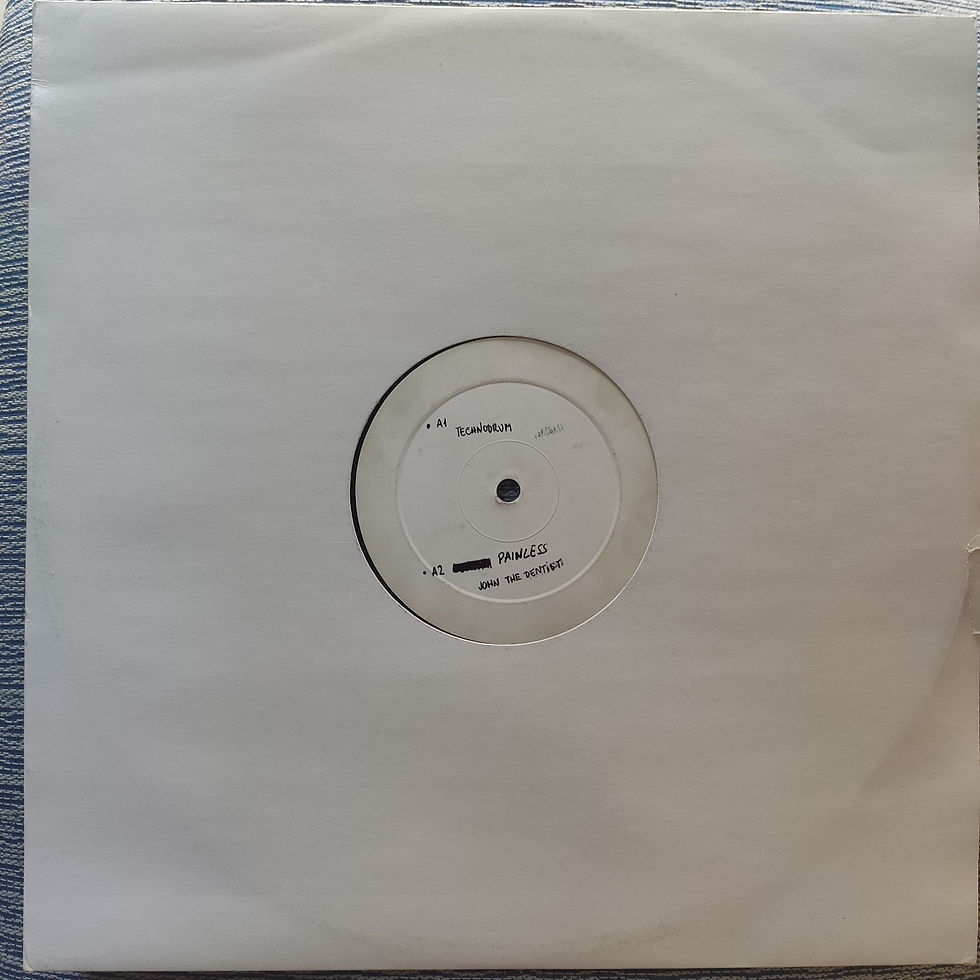 • A1 TECHNODRUM
• A2 PAINLESS
JOHN THE DENTIST